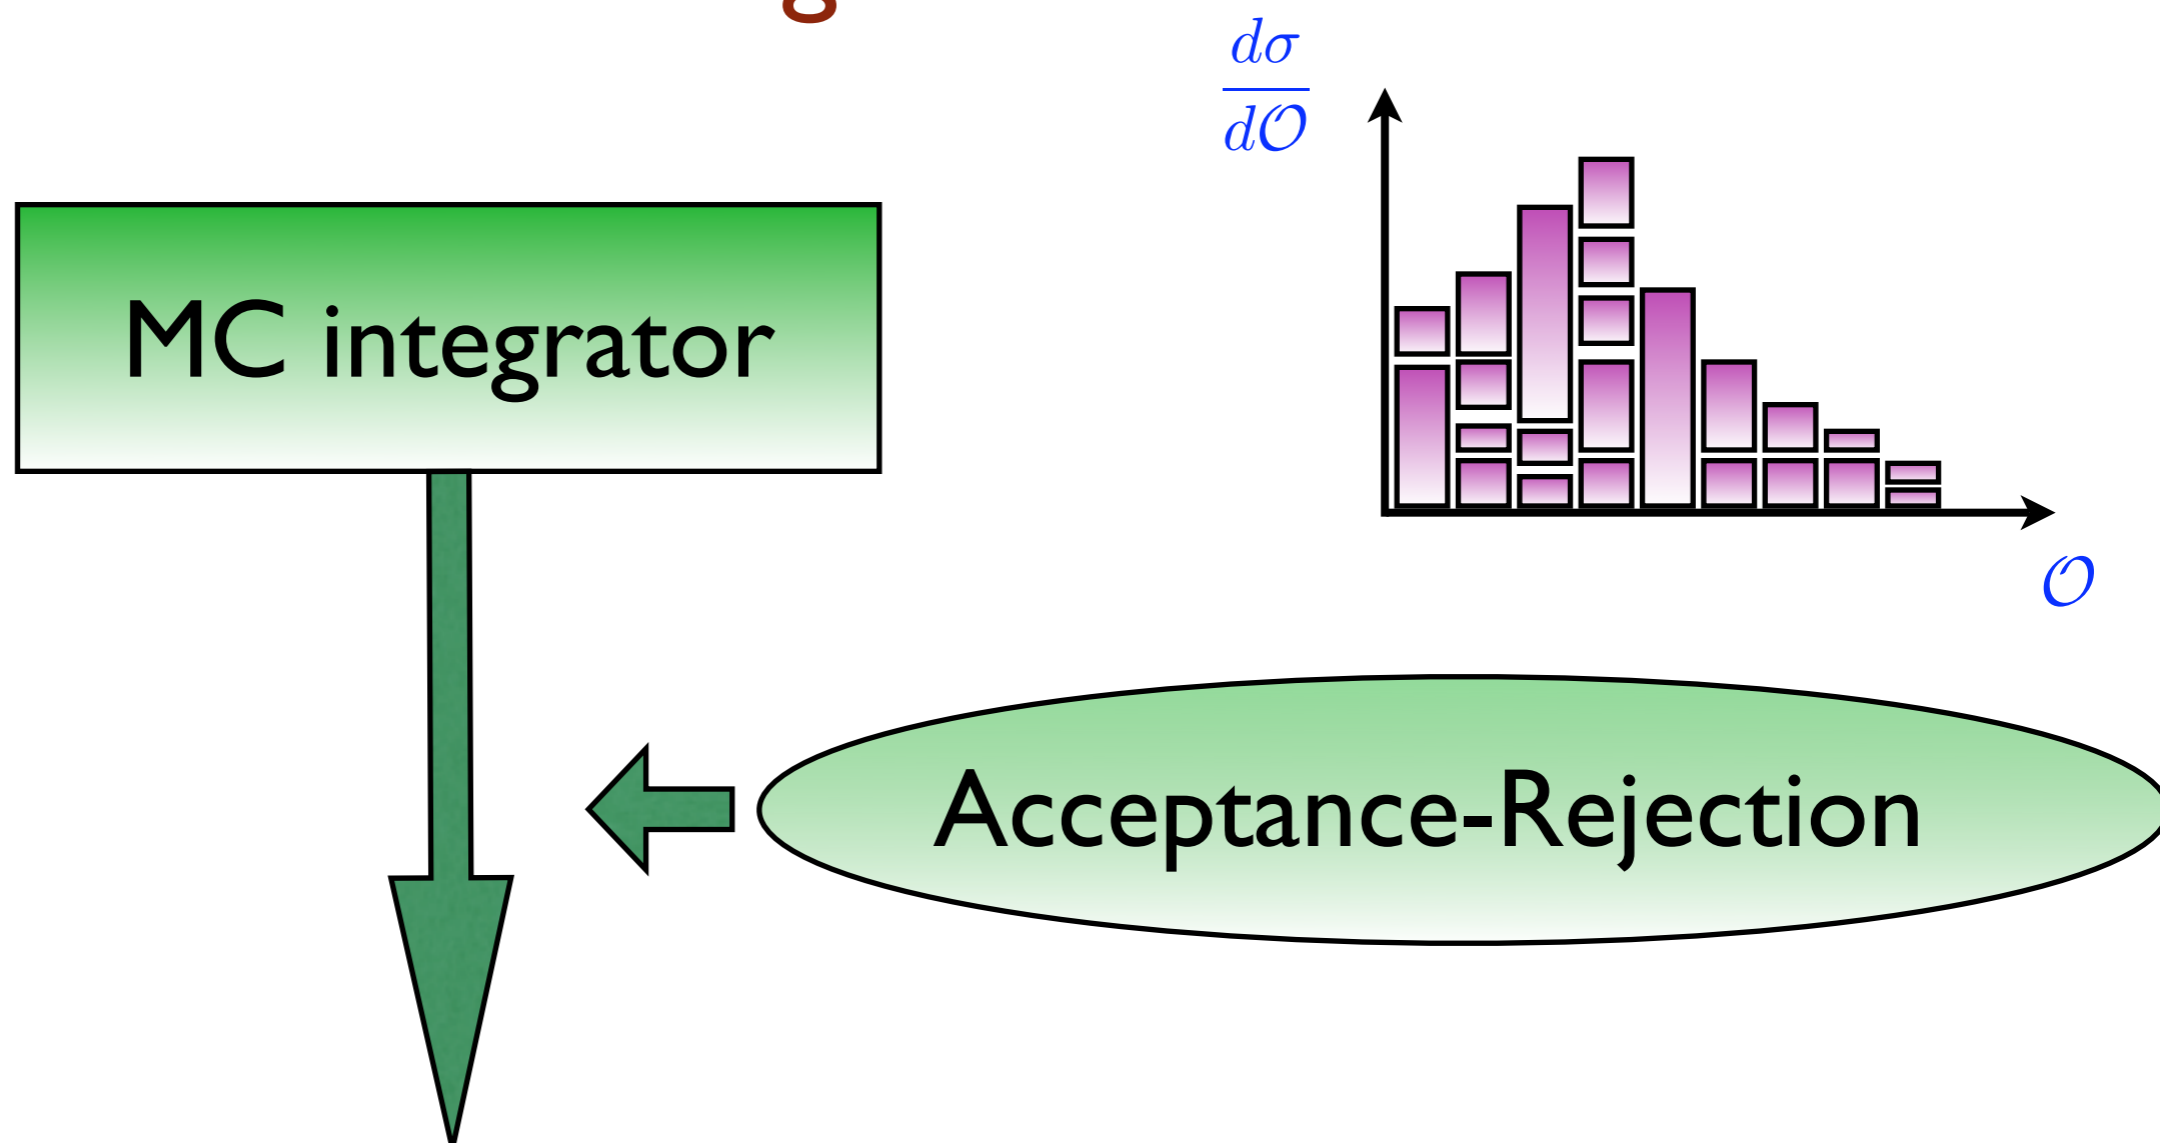 dσ
dO
MC integrator
O
Acceptance-Rejection